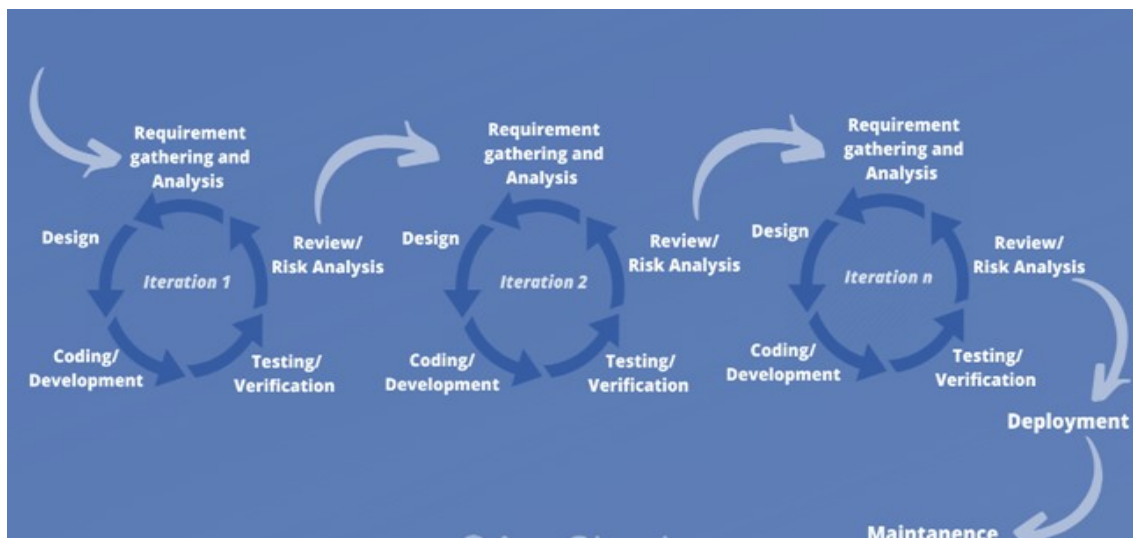 Requirement
gathering and
Analysis
Design
Iteration 1
Review/
Risk Analysis
Coding/
Development
Testing/
Verification
Requirement
gathering and
Analysis
Design
Iteration 2
Review/
Risk Analysis
Coding/
Development
Testing/
Verification
Requirement
gathering and
Analysis
Design
Iteration n
Review/
Risk Analysis
Coding/
Development
Testing/
Verification
Deployment
Maintanence